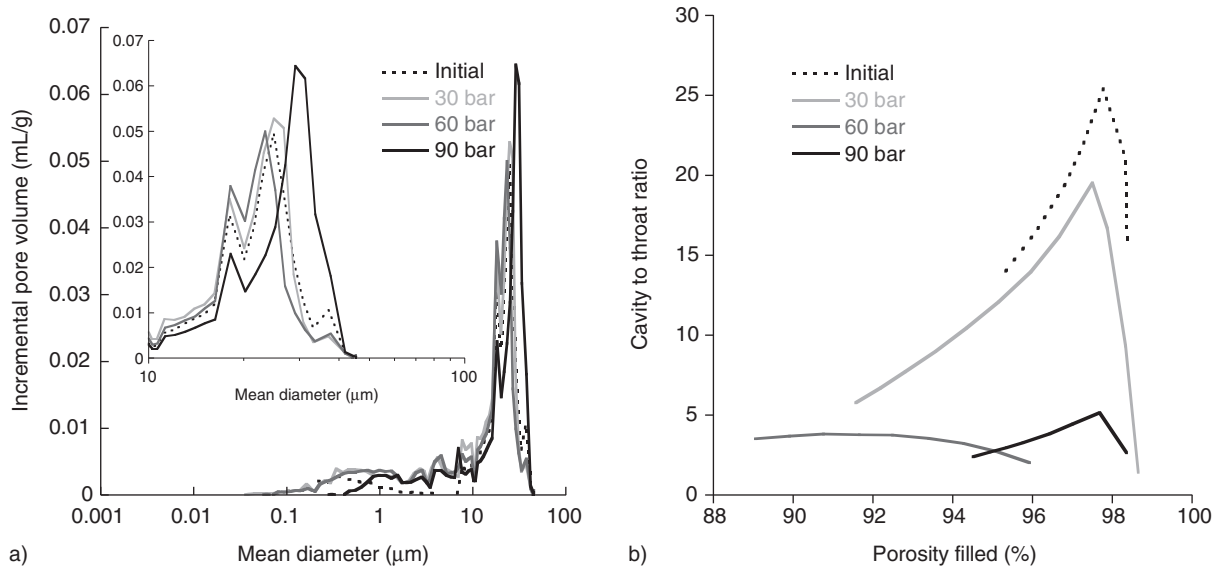 Incremental pore volume (mL/g)
0.07
0.06
0.05
0.04
0.03
0.02
0.01
0
0.001
0.01
0.1
1
10
100
Mean diameter (μm)
0.07
0.06
0.05
0.04
0.03
0.02
0.01
0
10
100
Mean diameter (μm)
Initial
30 bar
60 bar
90 bar
a)
Cavity to throat ratio
30
25
20
15
10
5
0
88
90
92
94
96
98
100
Porosity filled (%)
Initial
30 bar
60 bar
90 bar
b)